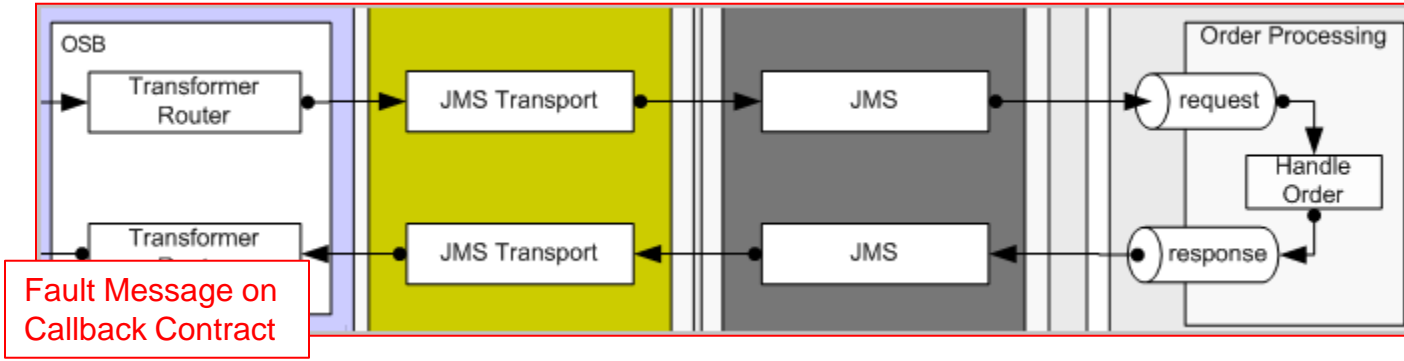 OSB
Order Processing
Transformer
Router
JMS Transport
JMS
request
Handle
Order
Transformer
JMS Transport
JMS
response
Fault Message on
Callback Contract